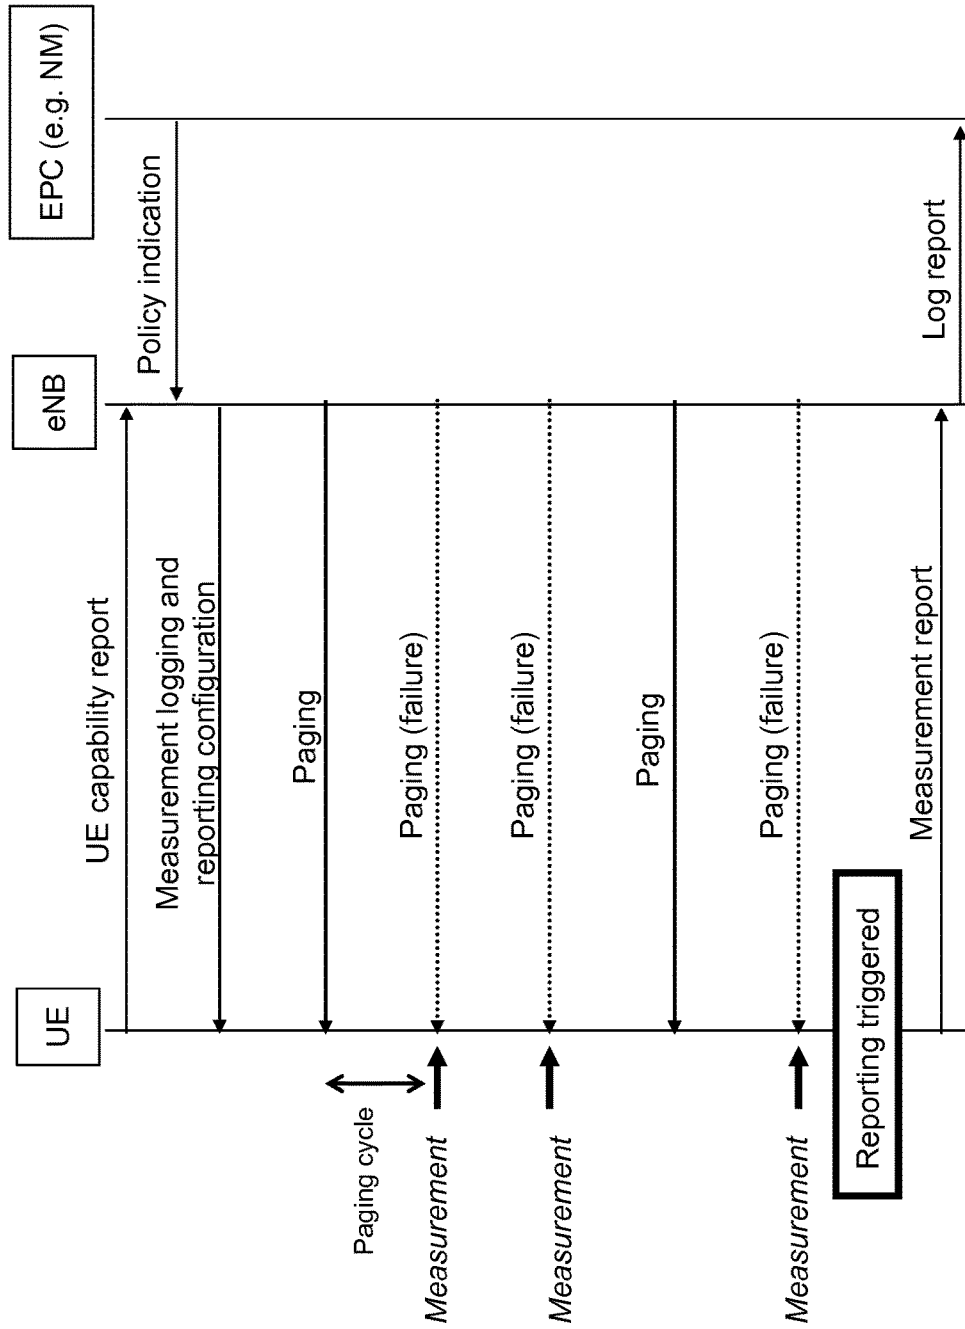 UE
eNB
EPC (e.g. NM)
UE capability report
Policy indication
Measurement logging and
reporting configuration
Paging
Paging cycle
Paging (failure)
Measurement
Paging (failure)
Measurement
Paging
Paging (failure)
Measurement
Reporting triggered
Measurement report
Log report